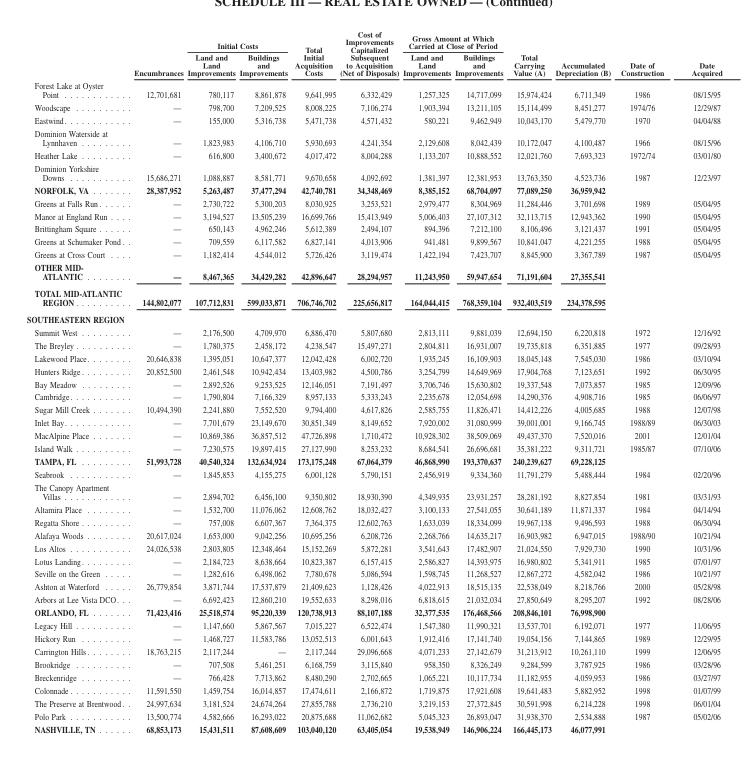 SCHEDULE III — REAL ESTATE OWNED — (Continued)
Initial Costs Cost of Improvements Capitalized Subsequent to Acquisition (Net of Disposals) Gross Amount at Which Carried at Close of Period
Encumbrances Land and Land Improvements Buildings and Improvements Total Initial Acquisition Costs Land and Land Improvements Buildings and Improvements Total Carrying Value (A) Accumulated Depreciation (B) Date of Construction Date Acquired
Forest Lake at Oyster
Point 12,701,681 780,117 8,861,878 9,641,995 6,332,429 1,257,325 14,717,099 15,974,424 6,711,349 1986 08/15/95
Woodscape — 798,700 7,209,525 8,008,225 7,106,274 1,903,394 13,211,105 15,114,499 8,451,277 1974/76 12/29/87
Eastwind — 155,000 5,316,738 5,471,738 4,571,432 580,221 9,462,949 10,043,170 5,479,770 1970 04/04/88
Dominion Waterside at
Lynnhaven — 1,823,983 4,106,710 5,930,693 4,241,354 2,129,608 8,042,439 10,172,047 4,100,487 1966 08/15/96
Heather Lake — 616,800 3,400,672 4,017,472 8,004,288 1,133,207 10,888,552 12,021,760 7,693,323 1972/74 03/01/80
Dominion Yorkshire
Downs 15,686,271 1,088,887 8,581,771 9,670,658 4,092,692 1,381,397 12,381,953 13,763,350 4,523,736 1987 12/23/97
NORFOLK, VA 28,387,952 5,263,487 37,477,294 42,740,781 34,348,469 8,385,152 68,704,097 77,089,250 36,959,942
Greens at Falls Run — 2,730,722 5,300,203 8,030,925 3,253,521 2,979,477 8,304,969 11,284,446 3,701,698 1989 05/04/95
Manor at England Run — 3,194,527 13,505,239 16,699,766 15,413,949 5,006,403 27,107,312 32,113,715 12,943,362 1990 05/04/95
Brittingham Square — 650,143 4,962,246 5,612,389 2,494,107 894,396 7,212,100 8,106,496 3,121,437 1991 05/04/95
Greens at Schumaker Pond — 709,559 6,117,582 6,827,141 4,013,906 941,481 9,899,567 10,841,047 4,221,255 1988 05/04/95
Greens at Cross Court — 1,182,414 4,544,012 5,726,426 3,119,474 1,422,194 7,423,707 8,845,900 3,367,789 1987 05/04/95
OTHER MID-
ATLANTIC — 8,467,365 34,429,282 42,896,647 28,294,957 11,243,950 59,947,654 71,191,604 27,355,541
TOTAL MID-ATLANTIC
REGION 144,802,077 107,712,831 599,033,871 706,746,702 225,656,817 164,044,415 768,359,104 932,403,519 234,378,595
SOUTHEASTERN REGION
Summit West — 2,176,500 4,709,970 6,886,470 5,807,680 2,813,111 9,881,039 12,694,150 6,220,818 1972 12/16/92
The Breyley — 1,780,375 2,458,172 4,238,547 15,497,271 2,804,811 16,931,007 19,735,818 6,351,885 1977 09/28/93
Lakewood Place 20,646,838 1,395,051 10,647,377 12,042,428 6,002,720 1,935,245 16,109,903 18,045,148 7,545,030 1986 03/10/94
Hunters Ridge 20,852,500 2,461,548 10,942,434 13,403,982 4,500,786 3,254,799 14,649,969 17,904,768 7,123,651 1992 06/30/95
Bay Meadow — 2,892,526 9,253,525 12,146,051 7,191,497 3,706,746 15,630,802 19,337,548 7,073,857 1985 12/09/96
Cambridge — 1,790,804 7,166,329 8,957,133 5,333,243 2,235,678 12,054,698 14,290,376 4,908,716 1985 06/06/97
Sugar Mill Creek 10,494,390 2,241,880 7,552,520 9,794,400 4,617,826 2,585,755 11,826,471 14,412,226 4,005,685 1988 12/07/98
Inlet Bay — 7,701,679 23,149,670 30,851,349 8,149,652 7,920,002 31,080,999 39,001,001 9,166,745 1988/89 06/30/03
MacAlpine Place — 10,869,386 36,857,512 47,726,898 1,710,472 10,928,302 38,509,069 49,437,370 7,520,016 2001 12/01/04
Island Walk — 7,230,575 19,897,415 27,127,990 8,253,232 8,684,541 26,696,681 35,381,222 9,311,721 1985/87 07/10/06
TAMPA, FL 51,993,728 40,540,324 132,634,924 173,175,248 67,064,379 46,868,990 193,370,637 240,239,627 69,228,125
Seabrook — 1,845,853 4,155,275 6,001,128 5,790,151 2,456,919 9,334,360 11,791,279 5,488,444 1984 02/20/96
The Canopy Apartment
Villas — 2,894,702 6,456,100 9,350,802 18,930,390 4,349,935 23,931,257 28,281,192 8,827,854 1981 03/31/93
Altamira Place — 1,532,700 11,076,062 12,608,762 18,032,427 3,100,133 27,541,055 30,641,189 11,871,337 1984 04/14/94
Regatta Shore — 757,008 6,607,367 7,364,375 12,602,763 1,633,039 18,334,099 19,967,138 9,496,593 1988 06/30/94
Alafaya Woods 20,617,024 1,653,000 9,042,256 10,695,256 6,208,726 2,268,766 14,635,217 16,903,982 6,947,015 1988/90 10/21/94
Los Altos 24,026,538 2,803,805 12,348,464 15,152,269 5,872,281 3,541,643 17,482,907 21,024,550 7,929,730 1990 10/31/96
Lotus Landing — 2,184,723 8,638,664 10,823,387 6,157,415 2,586,827 14,393,975 16,980,802 5,341,911 1985 07/01/97
Seville on the Green — 1,282,616 6,498,062 7,780,678 5,086,594 1,598,745 11,268,527 12,867,272 4,582,042 1986 10/21/97
Ashton at Waterford 26,779,854 3,871,744 17,537,879 21,409,623 1,128,426 4,022,913 18,515,135 22,538,049 8,218,766 2000 05/28/98
Arbors at Lee Vista DCO — 6,692,423 12,860,210 19,552,633 8,298,016 6,818,615 21,032,034 27,850,649 8,295,207 1992 08/28/06
ORLANDO, FL 71,423,416 25,518,574 95,220,339 120,738,913 88,107,188 32,377,535 176,468,566 208,846,101 76,998,900
Legacy Hill — 1,147,660 5,867,567 7,015,227 6,522,474 1,547,380 11,990,321 13,537,701 6,192,071 1977 11/06/95
Hickory Run — 1,468,727 11,583,786 13,052,513 6,001,643 1,912,416 17,141,740 19,054,156 7,144,865 1989 12/29/95
Carrington Hills 18,763,215 2,117,244 — 2,117,244 29,096,668 4,071,233 27,142,679 31,213,912 10,261,110 1999 12/06/95
Brookridge — 707,508 5,461,251 6,168,759 3,115,840 958,350 8,326,249 9,284,599 3,787,925 1986 03/28/96
Breckenridge — 766,428 7,713,862 8,480,290 2,702,665 1,065,221 10,117,734 11,182,955 4,059,953 1986 03/27/97
Colonnade 11,591,550 1,459,754 16,014,857 17,474,611 2,166,872 1,719,875 17,921,608 19,641,483 5,882,952 1998 01/07/99
The Preserve at Brentwood 24,997,634 3,181,524 24,674,264 27,855,788 2,736,210 3,219,153 27,372,845 30,591,998 6,214,228 1998 06/01/04
Polo Park 13,500,774 4,582,666 16,293,022 20,875,688 11,062,682 5,045,323 26,893,047 31,938,370 2,534,888 1987 05/02/06
NASHVILLE, TN 68,853,173 15,431,511 87,608,609 103,040,120 63,405,054 19,538,949 146,906,224 166,445,173 46,077,991